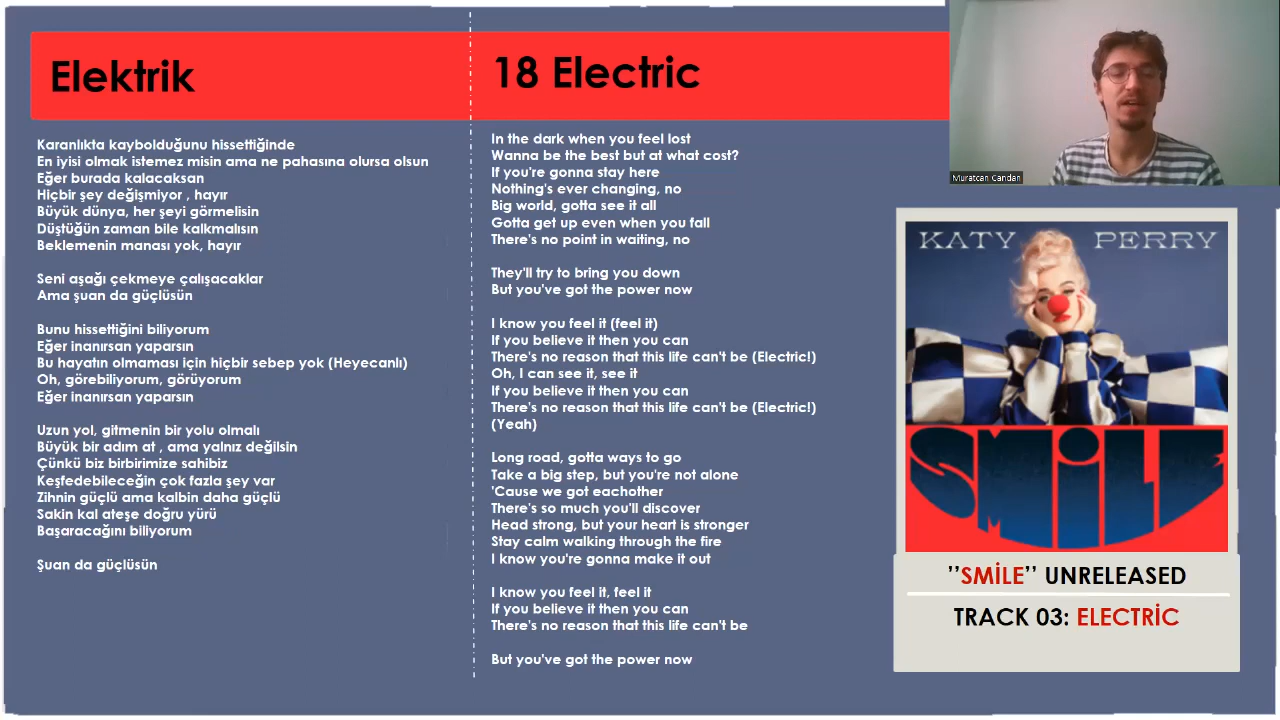 Elektrik
Karanlıkta kaybolduğunu hissettiğinde
En iyisi olmak istemez misin ama ne pahasına olursa olsun
Eğer burada kalacaksan
Hiçbir şey değişmiyor , hayır
Büyük dünya, her şeyi görmelisin
Düştüğün zaman bile kalkmalısın
Beklemenin manası yok, hayır
Seni aşağı çekmeye çalışacaklar
Ama şuan da güçlüsün
Bunu hissettiğini biliyorum
Eğer inanırsan yaparsın
Bu hayatın olmaması için hiçbir sebep yok (Heyecanlı)
Oh, görebiliyorum, görüyorum
Eğer inanırsan yaparsın
Uzun yol, gitmenin bir yolu olmalı
Büyük bir adım at , ama yalnız değilsin
Çünkü biz birbirimize sahibiz
Keşfedebileceğin çok fazla şey var
Zihnin güçlü ama kalbin daha güçlü
Sakin kal ateşe doğru yürü
Başaracağını biliyorum
Şuan da güçlüsün
18 Electric
In the dark when you feel lost
Wanna be the best but at what cost?
If you're gonna stay here
Nothing's ever changing, no
Big world, gotta see it all
Gotta get up even when you fall
There's no point in waiting, no
They'll try to bring you down
But you've got the power now
I know you feel it (feel it)
If you believe it then you can
There's no reason that this life can't be (Electric!)
Oh, I can see it, see it
If you believe it then you can
There's no reason that this life can't be (Electric!)
(Yeah)
Long road, gotta ways to go
Take a big step, but you're not alone
'Cause we got eachother
There's so much you'll discover
Head strong, but your heart is stronger
Stay calm walking through the fire
I know you're gonna make it out
I know you feel it, feel it
If you believe it then you can
There's no reason that this life can't be
But you've got the power now
Muratcan Candan
KATY PERRY
SMiLE
’’SMİLE’’ UNRELEASED
TRACK 03: ELECTRİC